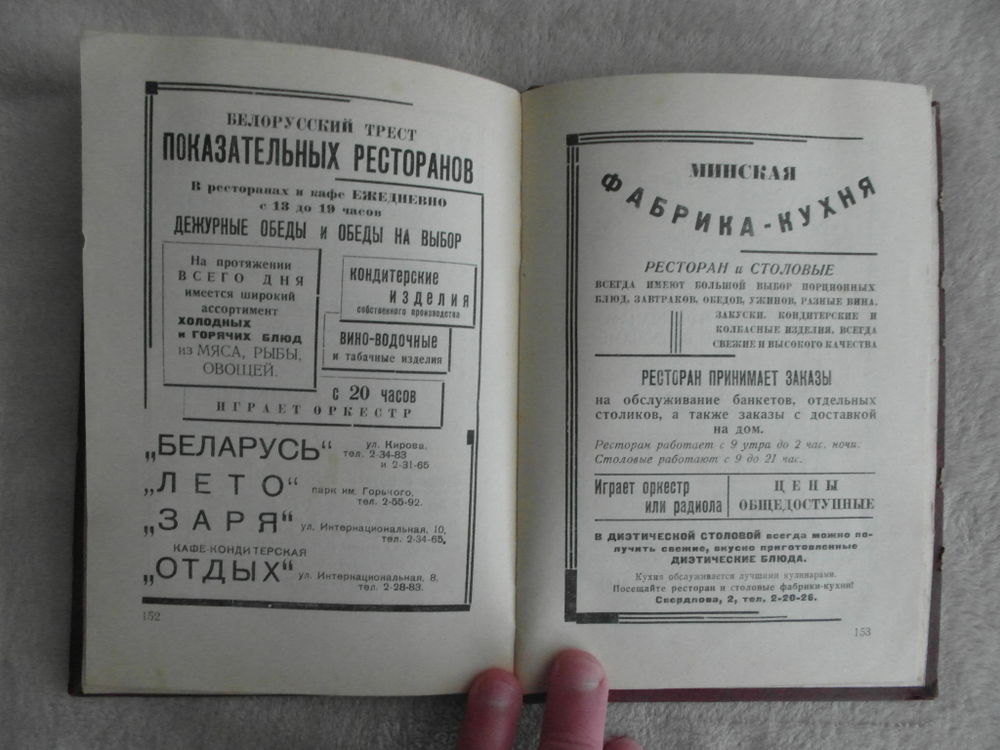 БЕЛОРУССКИЙ ТРЕСТ
ПОКАЗАТЕЛЬНЫХ РЕСТОРАНОВ
В ресторанах и кафе ЕЖЕДНЕВНО
с 13 до 19 часов
ДЕЖУРНЫЕ ОБЕДЫ и ОБЕДЫ НА ВЫБОР
На протяжении
ВСЕГО ДНЯ
имеется широкий
ассортимент
ХОЛОДНЫХ
и ГОРЯЧИХ БЛЮД
из МЯСА, РЫБЫ,
ОВОЩЕЙ.
КОНДИТЕРСКИЕ
ИЗДЕЛИЯ
собственного производства
ВИНО-ВОДОЧНЫЕ
и табачные изделия
с 20 часов
ИГРАЕТ ОРКЕСТР
„БЕЛАРУСЬ“ ул. Кирова.
тел. 2-34-83
и 2-31-65
„ЛЕТО“ парк им. Горького.
тел. 2-55-92.
„ЗАРЯ“ ул. Интернациональная, 10,
тел. 2-34-65.
КАФЕ-КОНДИТЕРСКАЯ
„ОТДЫХ“ ул. Интернациональная, 8.
тел. 2-28-83.
152
МИНСКАЯ
ФАБРИКА-КУХНЯ
РЕСТОРАН и СТОЛОВЫЕ
ВСЕГДА ИМЕЮТ БОЛЬШОЙ ВЫБОР ПОРЦИОННЫХ
БЛЮД, ЗАВТРАКОВ, ОБЕДОВ, УЖИНОВ, РАЗНЫЕ ВИНА,
ЗАКУСКИ, КОНДИТЕРСКИЕ И
КОЛБАСНЫЕ ИЗДЕЛИЯ, ВСЕГДА
СВЕЖИЕ И ВЫСОКОГО КАЧЕСТВА
РЕСТОРАН ПРИНИМАЕТ ЗАКАЗЫ
на обслуживание банкетов, отдельных
столиков, а также заказы с доставкой
на дом.
Ресторан работает с 9 утра до 2 час. ночи.
Столовые работают с 9 до 21 час.
Играет оркестр
или радиола
ЦЕНЫ
ОБЩЕДОСТУПНЫЕ
В ДИЭТИЧЕСКОЙ СТОЛОВОЙ всегда можно по-
лучить свежие, вкусно приготовленные
ДИЭТИЧЕСКИЕ БЛЮДА.
Кухня обслуживается лучшими кулинарами.
Посещайте ресторан и столовые фабрики-кухни!
Свердлова, 2, тел. 2-20-26.
153